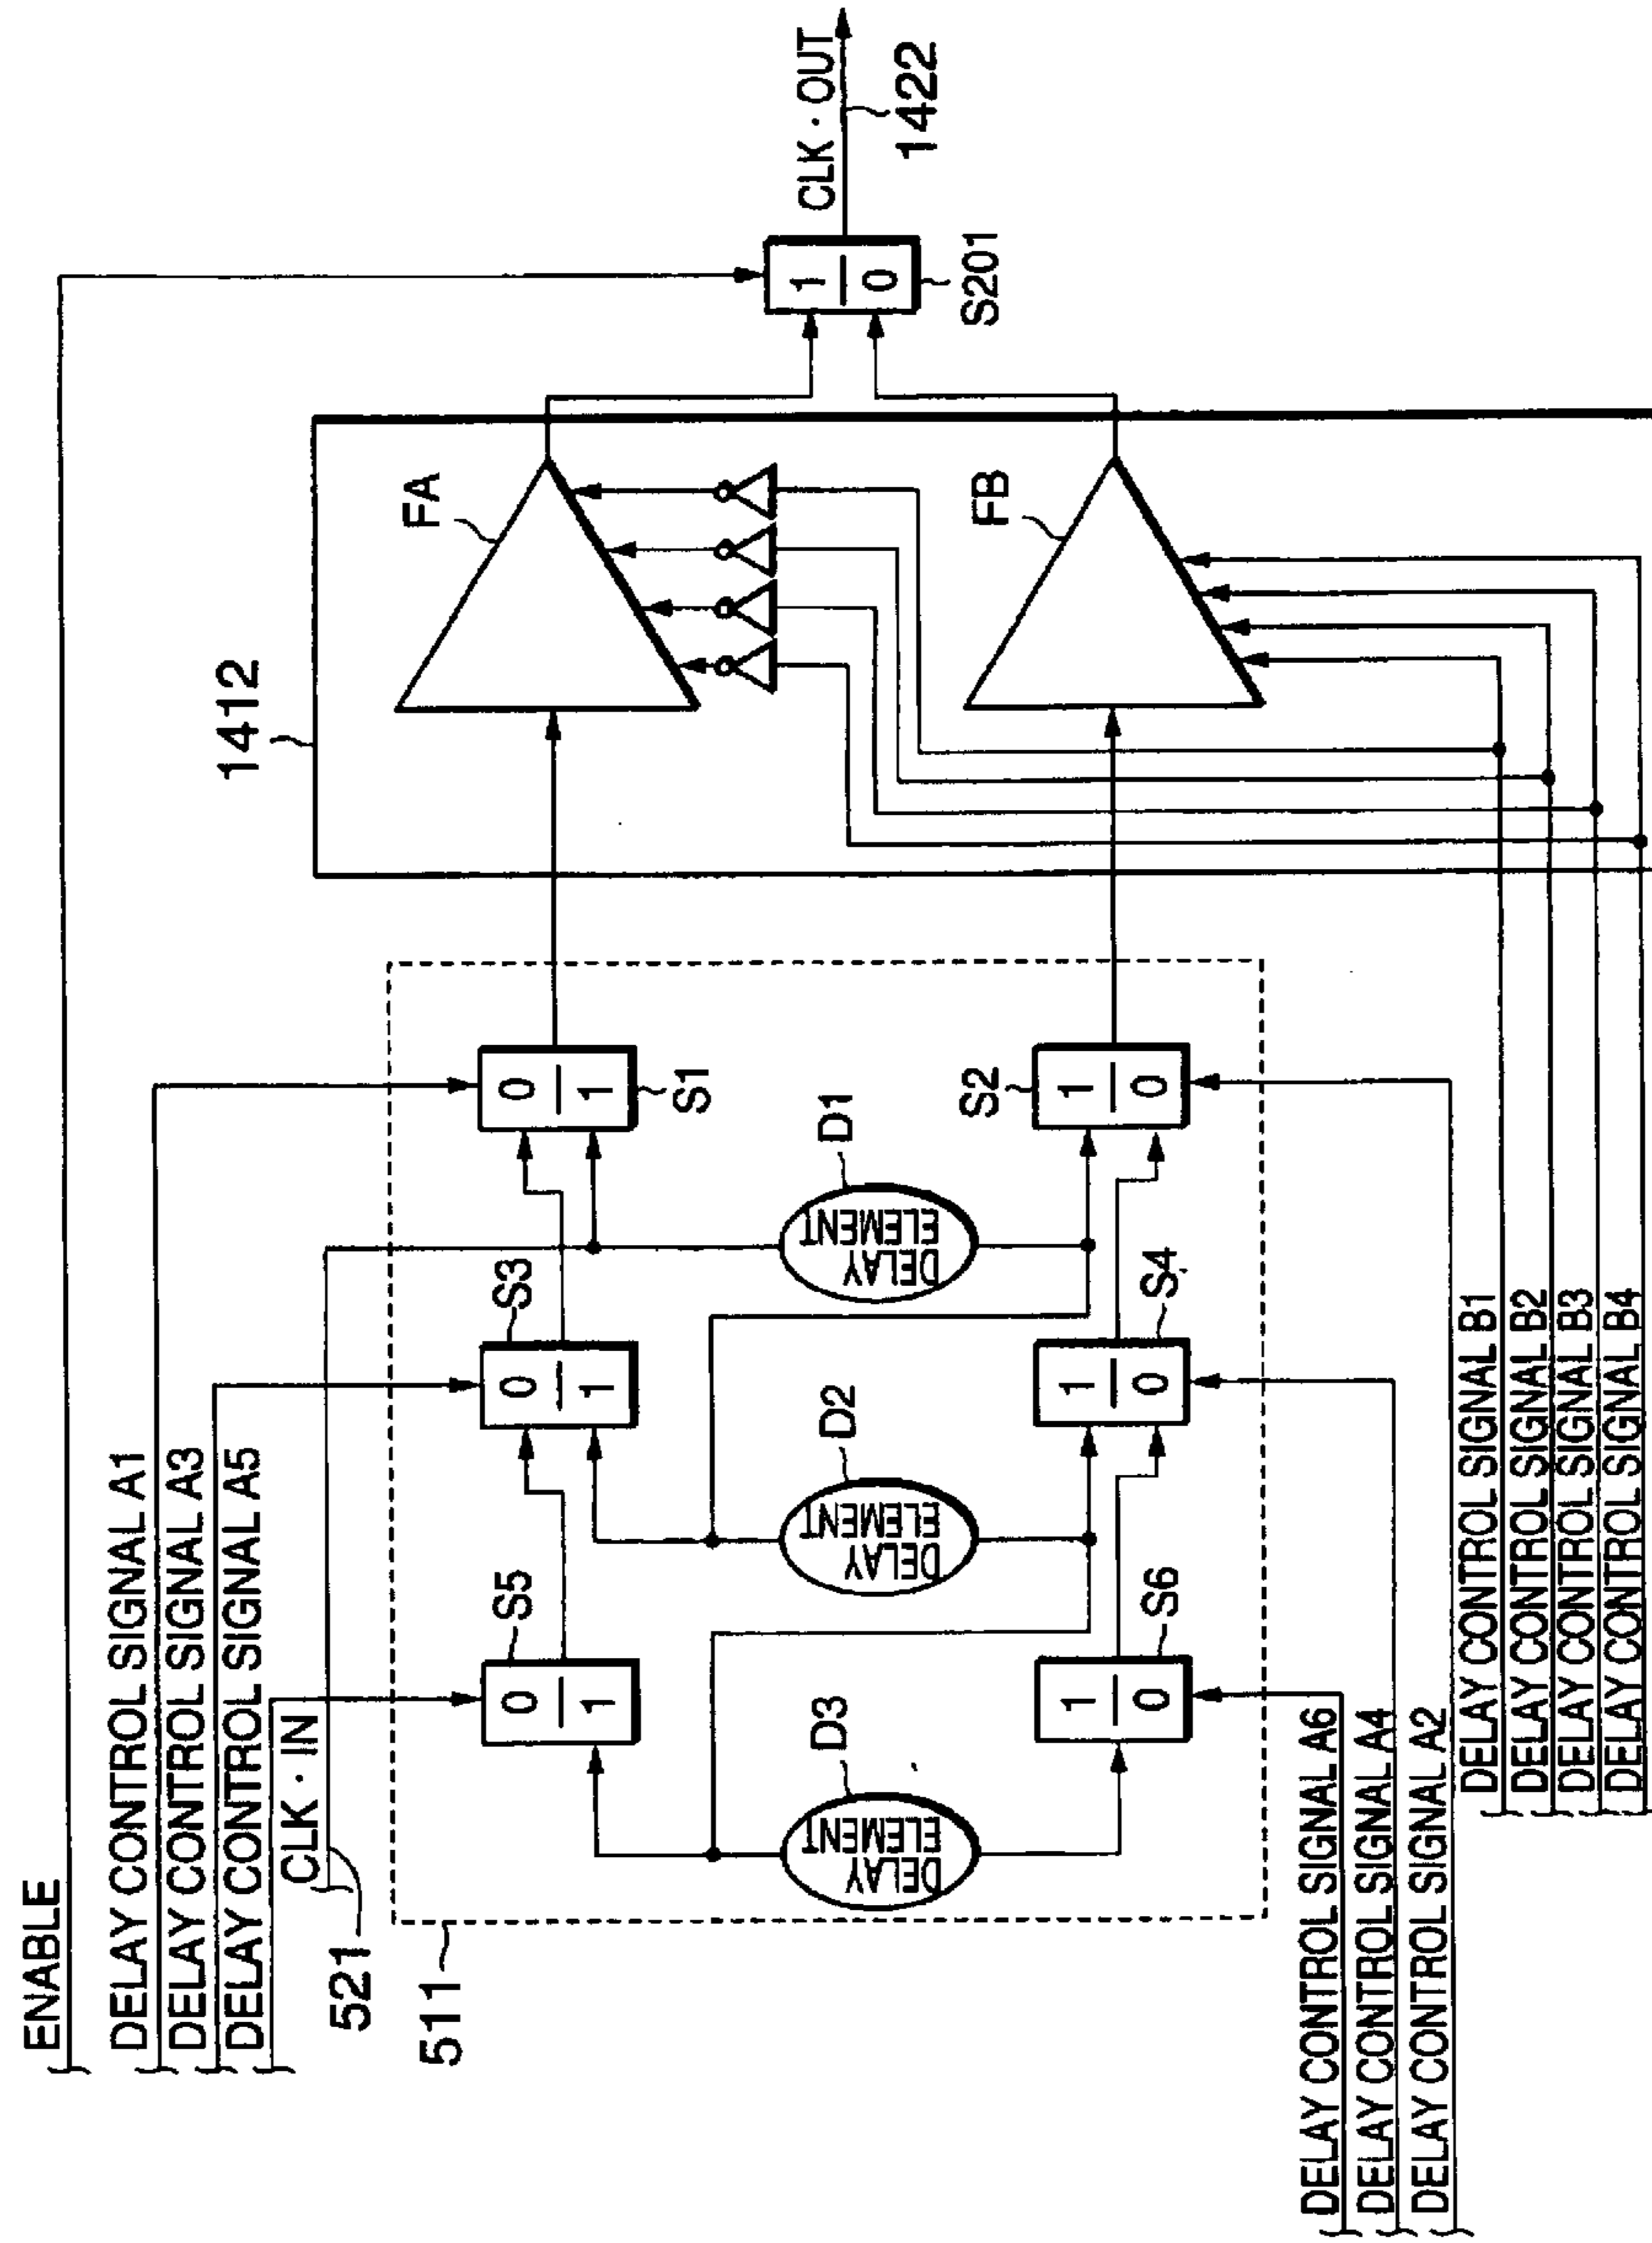 ENABLE
DELAY CONTROL SIGNAL A1
DELAY CONTROL SIGNAL A3
DELAY CONTROL SIGNAL A5
CLK · IN
521
511
S5
0
1
S3
0
1
S1
0
1
D3
DELAY
ELEMENT
D2
DELAY
ELEMENT
D1
DELAY
ELEMENT
S6
1
0
S4
1
0
S2
1
0
1412
FA
FB
1
0
S201
CLK · OUT
1422
DELAY CONTROL SIGNAL A6
DELAY CONTROL SIGNAL A4
DELAY CONTROL SIGNAL A2
DELAY CONTROL SIGNAL B1
DELAY CONTROL SIGNAL B2
DELAY CONTROL SIGNAL B3
DELAY CONTROL SIGNAL B4